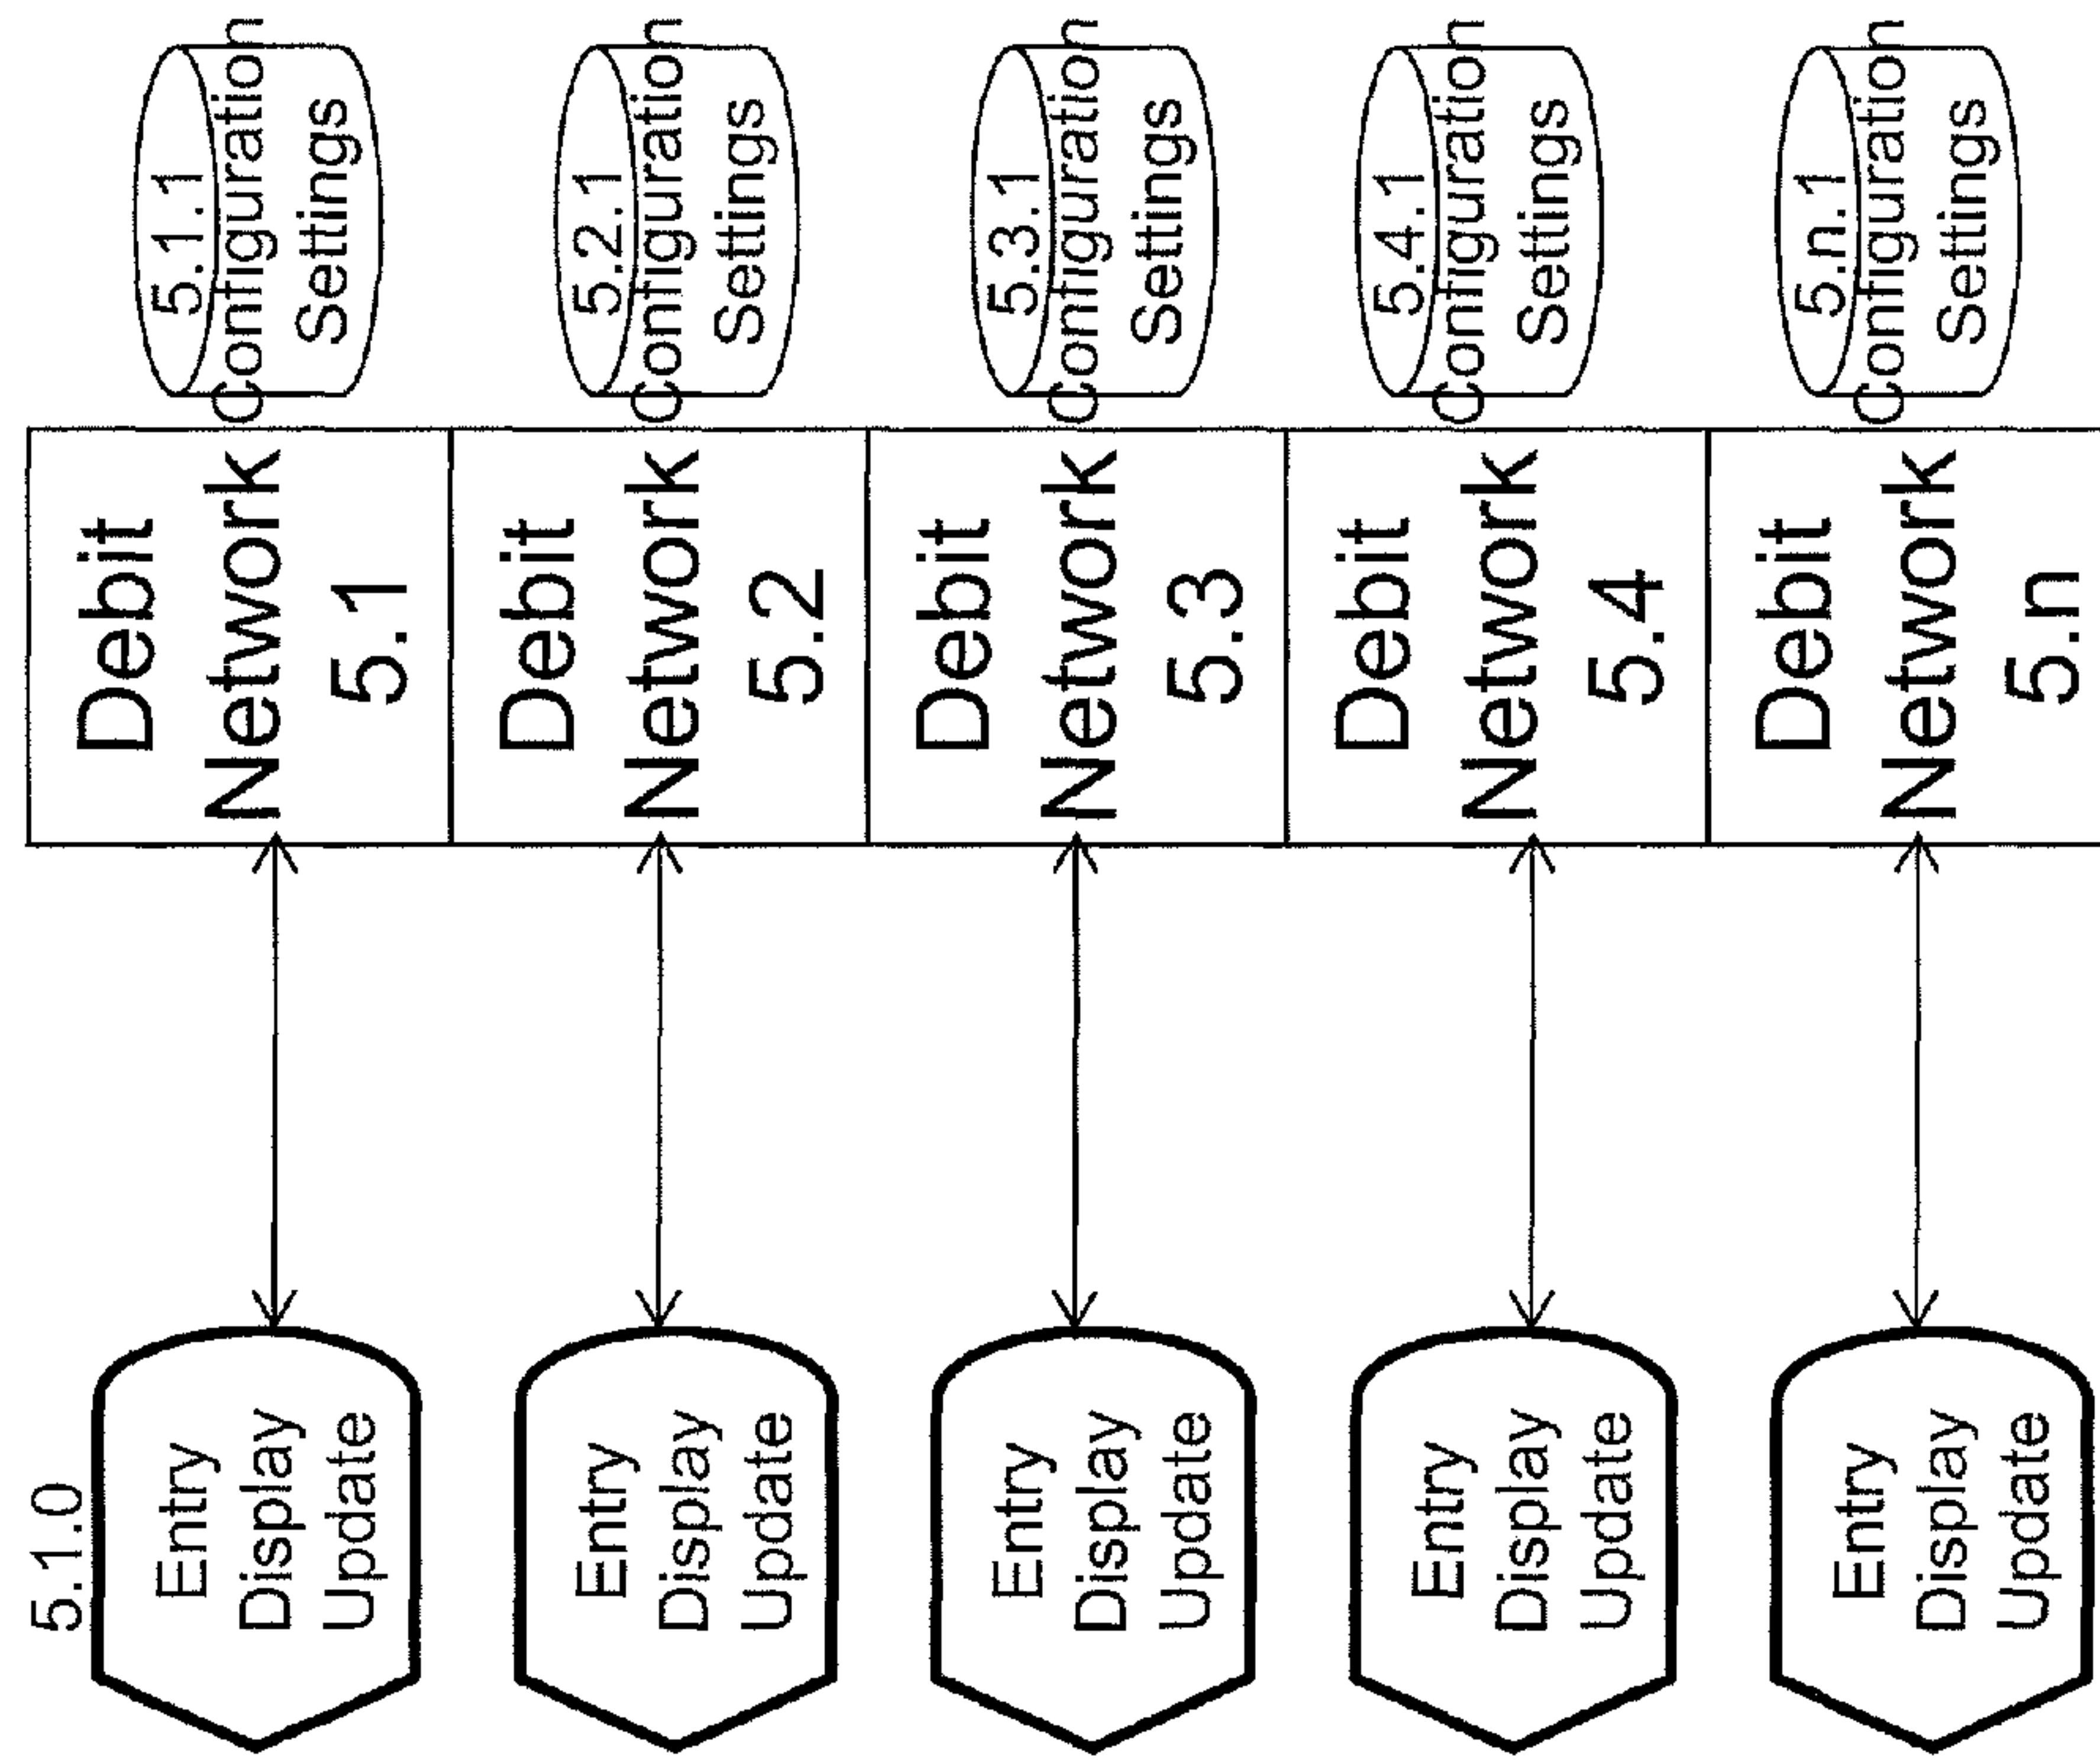 5.1.0
Entry
Display
Update
Debit
Network
5.1
5.1.1
Configuration
Settings
Entry
Display
Update
Debit
Network
5.2
5.2.1
Configuration
Settings
Entry
Display
Update
Debit
Network
5.3
5.3.1
Configuration
Settings
Entry
Display
Update
Debit
Network
5.4
5.4.1
Configuration
Settings
Entry
Display
Update
Debit
Network
5.n
5.n.1
Configuration
Settings